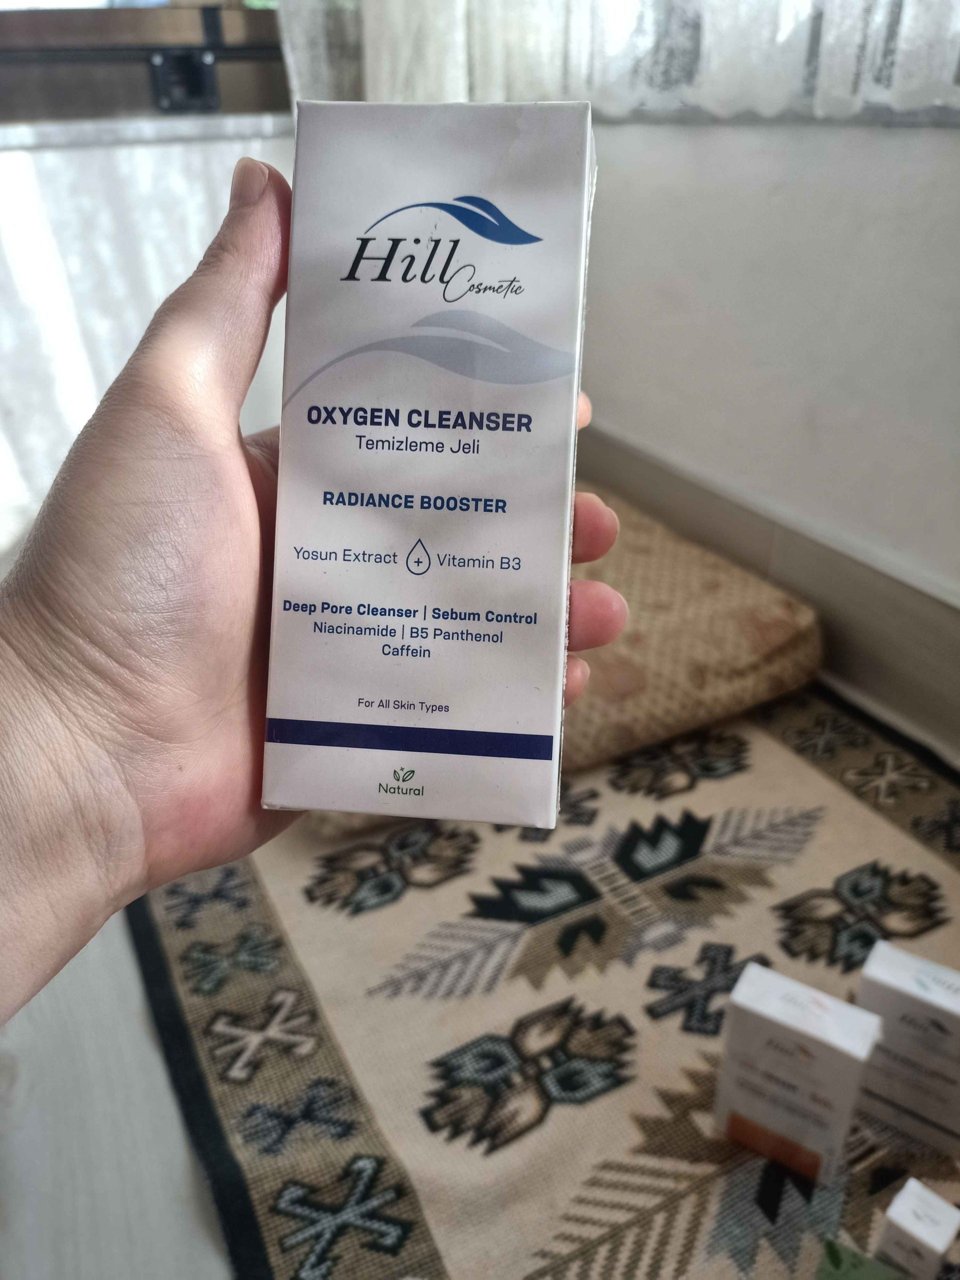 Hill
Cosmetic
OXYGEN CLEANSER
Temizleme Jeli
RADIANCE BOOSTER
Yosun Extract + Vitamin B3
Deep Pore Cleanser | Sebum Control
Niacinamide | B5 Panthenol
Caffein
For All Skin Types
Natural
Hill